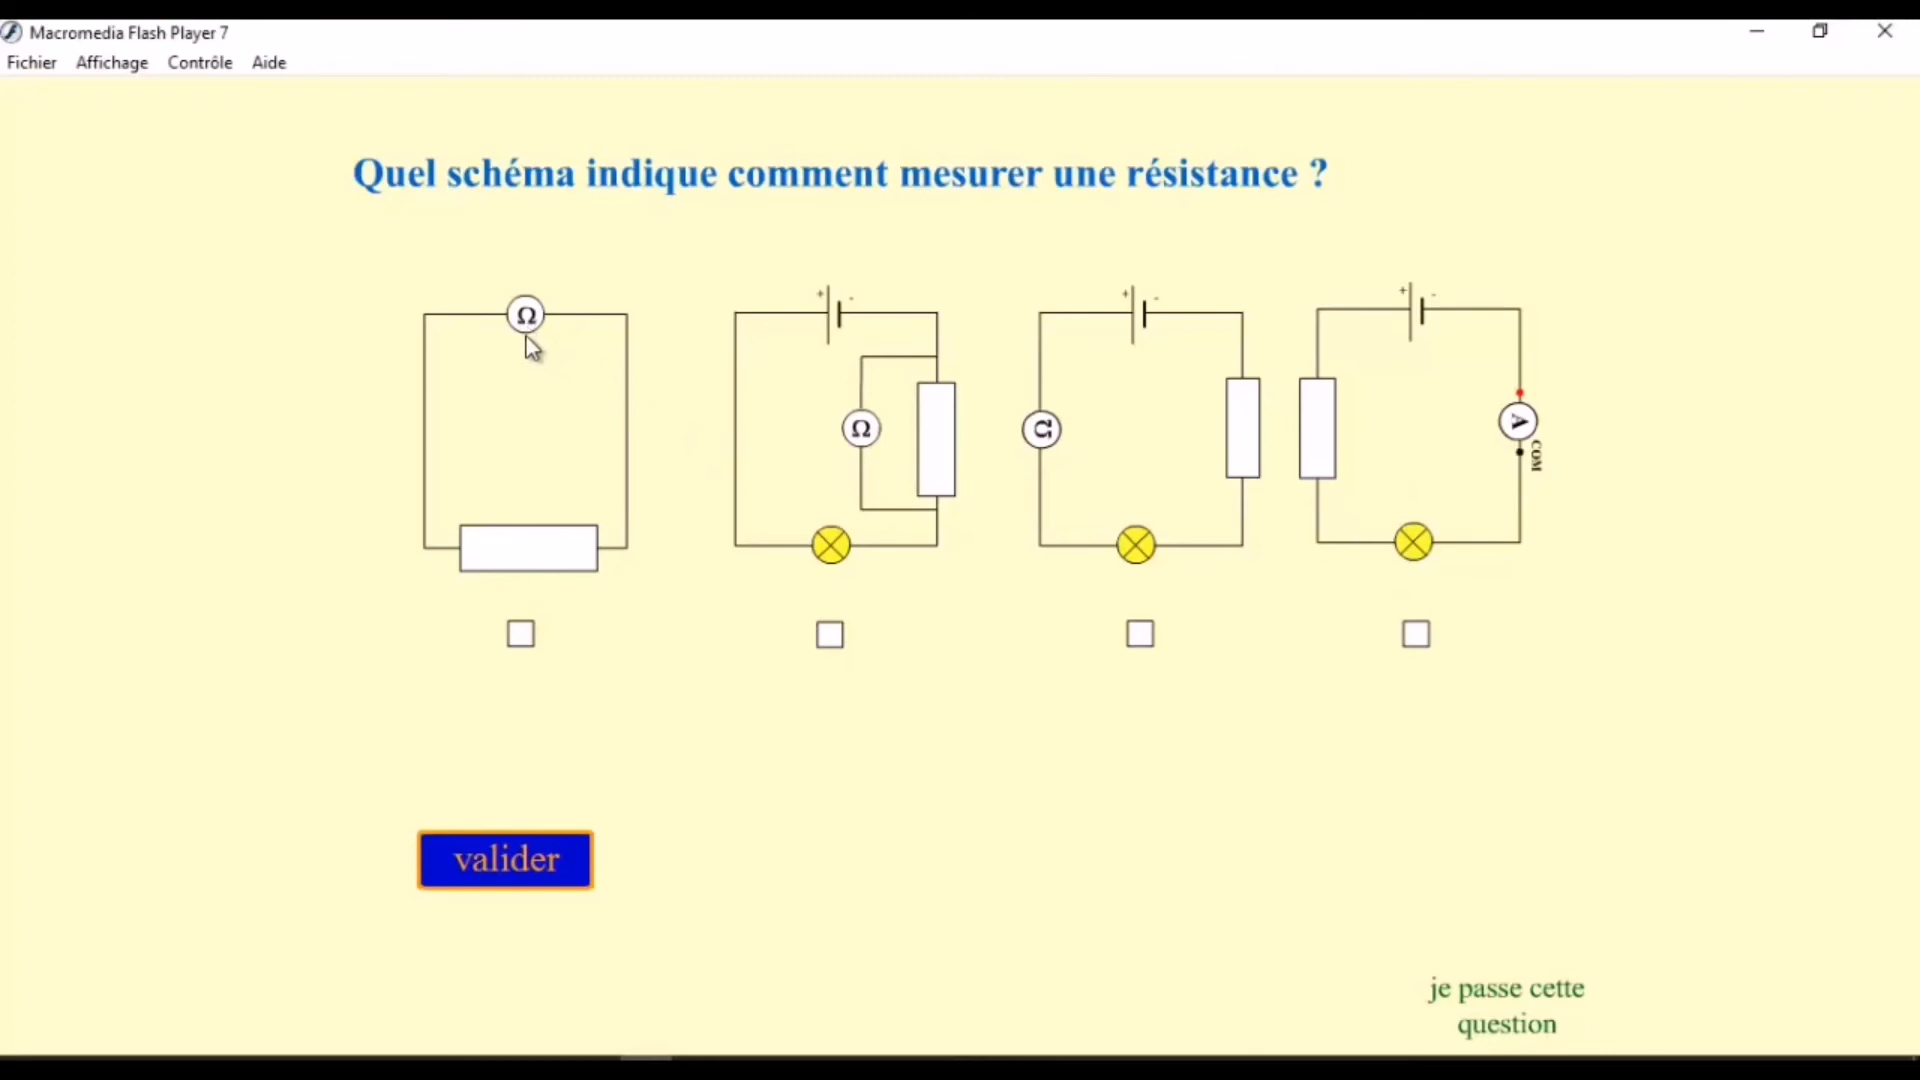 Macromedia Flash Player 7
Fichier Affichage Contrôle Aide
Quel schéma indique comment mesurer une résistance ?
+ - + - + -
Ω
Ω Ω A
COM
valider
je passe cette
question